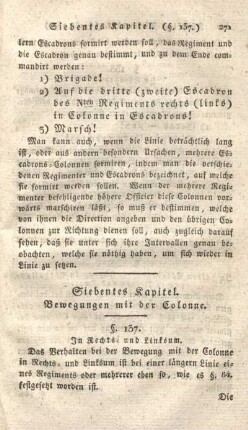 Siebentes Kapitel. (§. 137.) 271
lern Escadrons formirt werden soll, das Regiment und
die Escadron genau bestimmt, und zu dem Ende com-
mandirt werden:
1) Brigade!
2) Auf die dritte (zweite) Escadron
des Nten Regiments rechts (links)
in Colonne in Escadrons!
3) Marsch!
Man kann auch, wenn die Linie beträchtlich lang
ist, oder aus andern besondern Ursachen, mehrere Esca-
drons-Colonnen formiren, indem man die verschie-
denen Regimenter und Escadrons bezeichnet, auf welche
sie formirt werden sollen. Wenn der mehrere Regi-
menter befehligende höhere Officier diese Colonnen vor-
wärts marschiren läßt, so muß er bestimmen, welche
von ihnen die Direction angeben und den übrigen Co-
lonnen zur Richtung dienen soll, auch zugleich darauf
sehen, daß sie unter sich ihre Intervallen genau be-
obachten, welche sie nöthig haben, um sich wieder in
Linie zu setzen.
Siebentes Kapitel.
Bewegungen mit der Colonne.
§. 137.
In Rechts- und Linksum.
Das Verhalten bei der Bewegung mit der Colonne
in Rechts- und Linksum ist bei einer längern Linie ei-
nes Regiments oder mehrerer eben so, wie es §.
festgesetzt worden ist.
Die